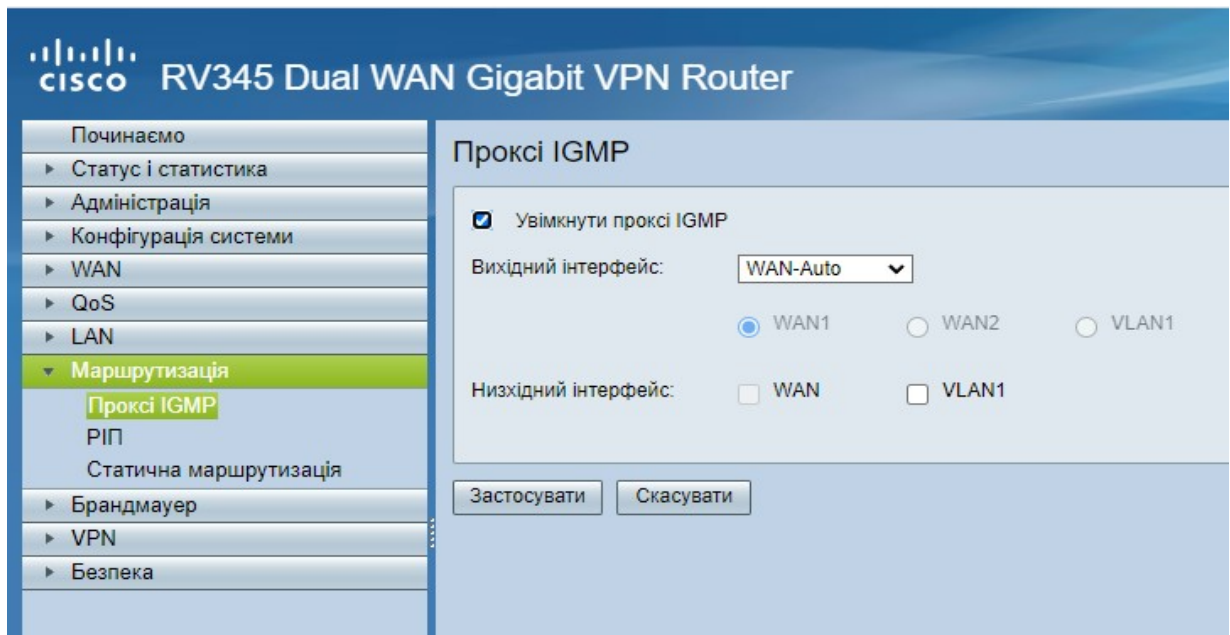 CISCO RV345 Dual WAN Gigabit VPN Router
Починаємо
Статус і статистика
Адміністрація
Конфігурація системи
WAN
QoS
LAN
Маршрутизація
Проксі IGMP
РІП
Статична маршрутизація
Брандмауер
VPN
Безпека
Проксі IGMP
Увімкнути проксі IGMP
Вихідний інтерфейс: WAN-Auto
WAN1 WAN2 VLAN1
Низхідний інтерфейс: WAN VLAN1
Застосувати Скасувати